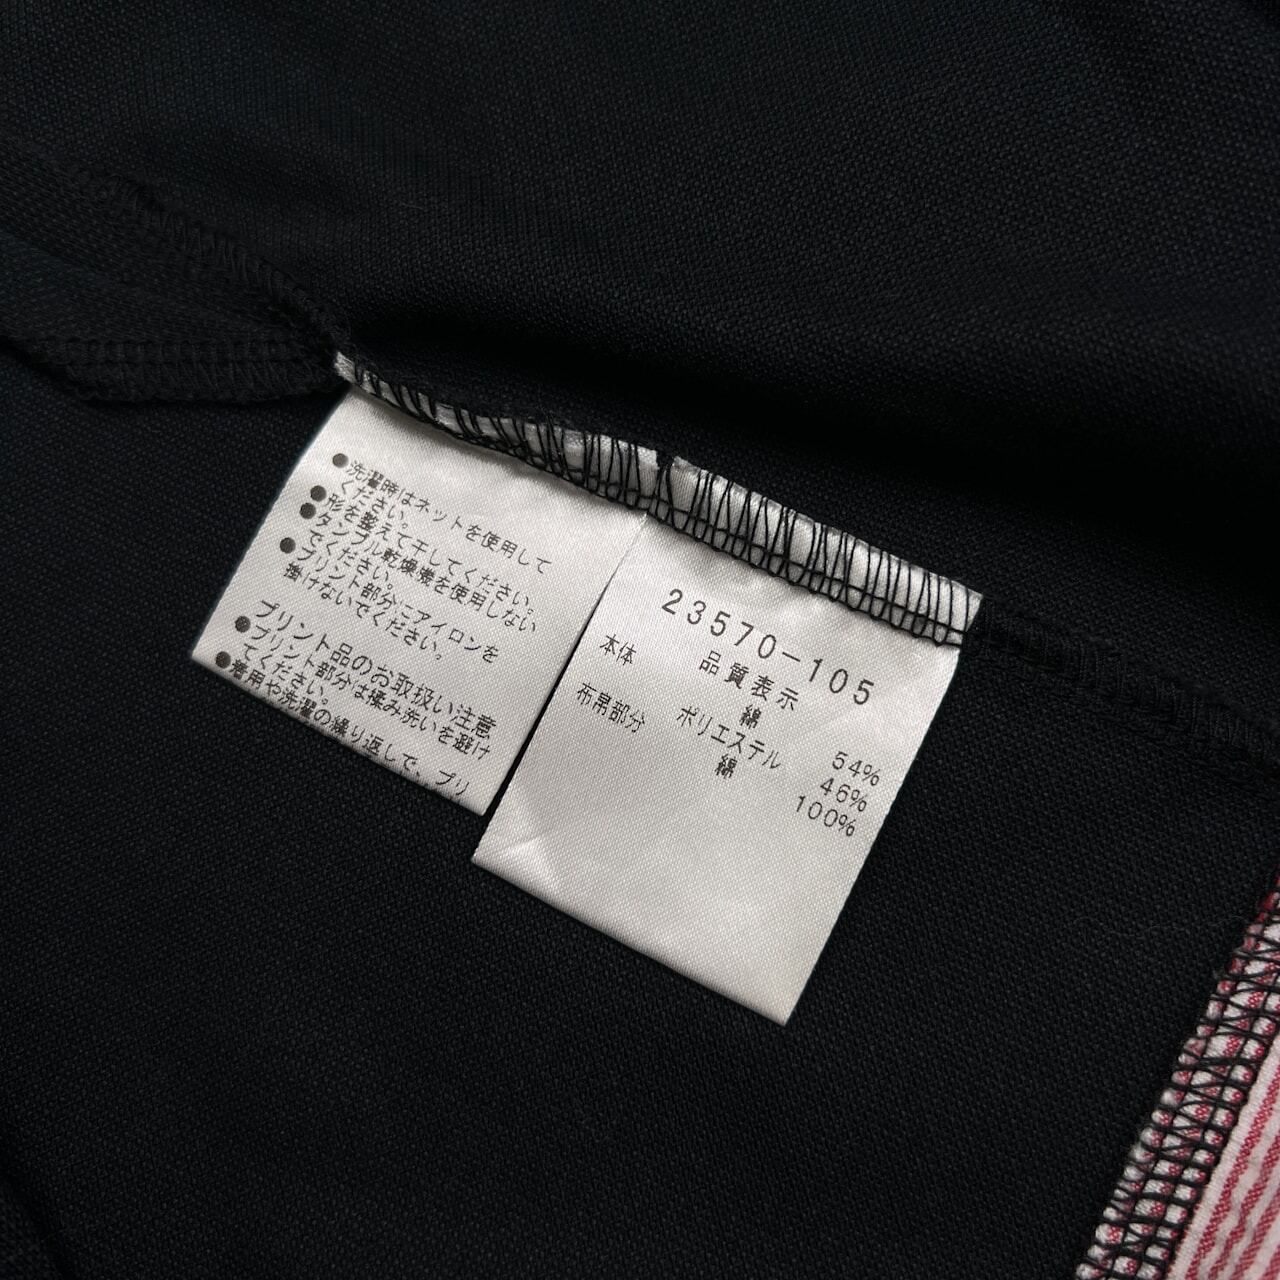 ●洗濯時はネットを使用して
ください。
●形を整えて干してください。
●タンブル乾燥機を使用しない
でください。
●プリント部分にアイロンを
掛けないでください。
プリント品のお取扱い注意
●プリント部分は揉み洗いを避け
てください。
●着用や洗濯の繰り返しで、プリ
23570-105
品質表示
本体 綿 54%
ポリエステル 46%
布帛部分 綿 100%